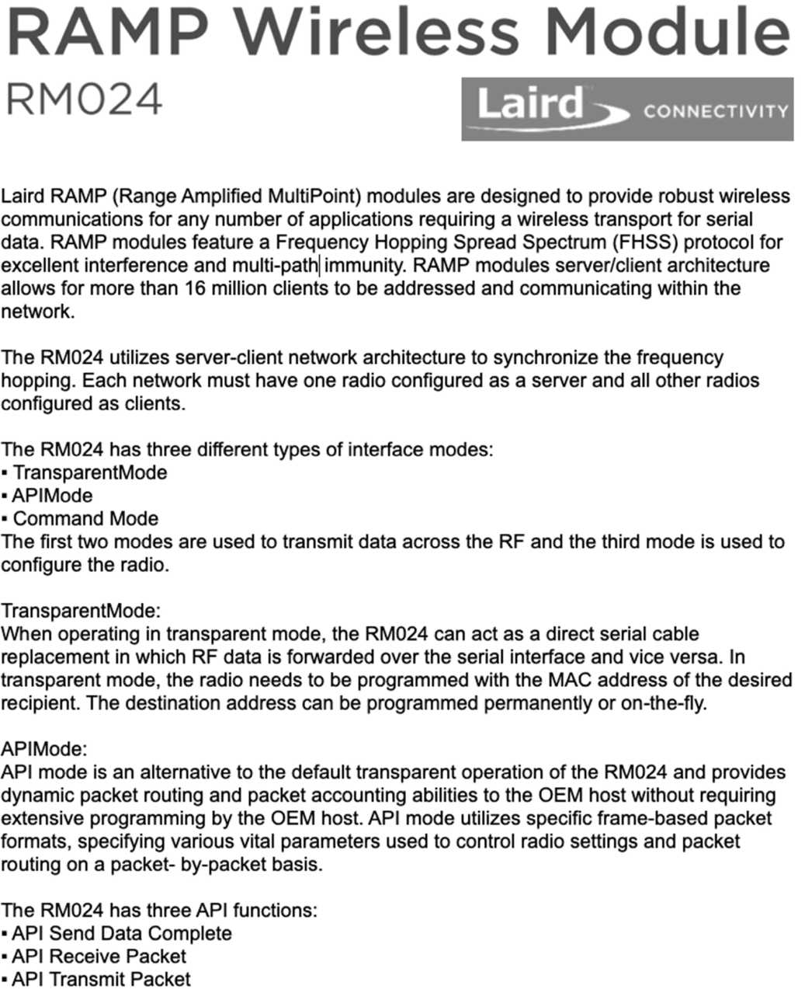 RAMP Wireless Module
RM024
Laird CONNECTIVITY
Laird RAMP (Range Amplified MultiPoint) modules are designed to provide robust wireless
communications for any number of applications requiring a wireless transport for serial
data. RAMP modules feature a Frequency Hopping Spread Spectrum (FHSS) protocol for
excellent interference and multi-path immunity. RAMP modules server/client architecture
allows for more than 16 million clients to be addressed and communicating within the
network.
The RM024 utilizes server-client network architecture to synchronize the frequency
hopping. Each network must have one radio configured as a server and all other radios
configured as clients.
The RM024 has three different types of interface modes:
▪ TransparentMode
▪ APIMode
▪ Command Mode
The first two modes are used to transmit data across the RF and the third mode is used to
configure the radio.
TransparentMode:
When operating in transparent mode, the RM024 can act as a direct serial cable
replacement in which RF data is forwarded over the serial interface and vice versa. In
transparent mode, the radio needs to be programmed with the MAC address of the desired
recipient. The destination address can be programmed permanently or on-the-fly.
APIMode:
API mode is an alternative to the default transparent operation of the RM024 and provides
dynamic packet routing and packet accounting abilities to the OEM host without requiring
extensive programming by the OEM host. API mode utilizes specific frame-based packet
formats, specifying various vital parameters used to control radio settings and packet
routing on a packet- by-packet basis.
The RM024 has three API functions:
▪ API Send Data Complete
▪ API Receive Packet
▪ API Transmit Packet